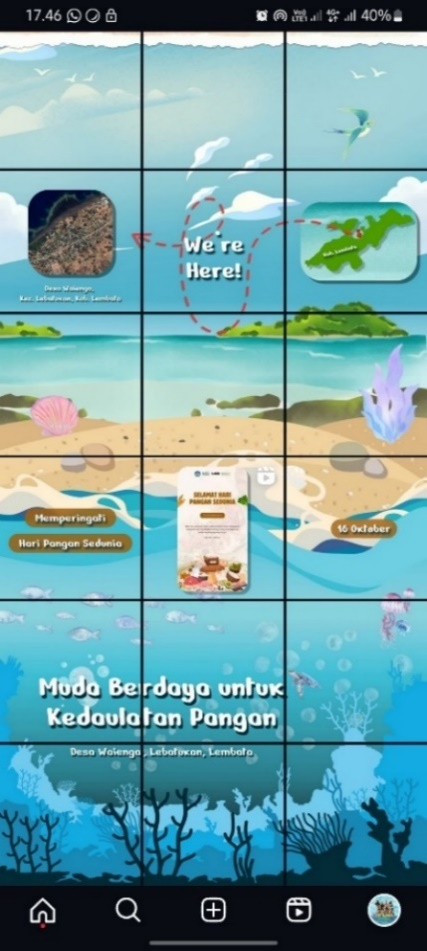 17.46
40%
We're
Here!
Kab. Lembata
Desa Waienga,
Kec. Lebatukan, Kab. Lembata
SELAMAT HARI
PANGAN SEDUNIA
Memperingati
Hari Pangan Sedunia
16 Oktober
Muda Berdaya untuk
Kedaulatan Pangan
Desa Waienga, Lebatukan, Lembata